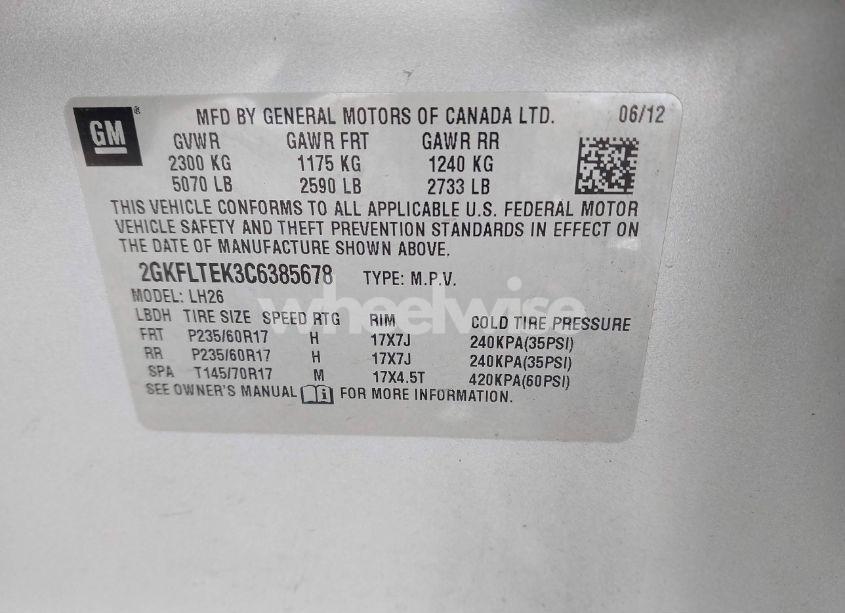 GM ®
MFD BY GENERAL MOTORS OF CANADA LTD. 06/12
GVWR GAWR FRT GAWR RR
2300 KG 1175 KG 1240 KG
5070 LB 2590 LB 2733 LB
THIS VEHICLE CONFORMS TO ALL APPLICABLE U.S. FEDERAL MOTOR
VEHICLE SAFETY AND THEFT PREVENTION STANDARDS IN EFFECT ON
THE DATE OF MANUFACTURE SHOWN ABOVE.
2GKFLTEK3C6385678 TYPE: M.P.V.
MODEL: LH26
wheelwise
LBDH TIRE SIZE SPEED RTG RIM COLD TIRE PRESSURE
FRT P235/60R17 H 17X7J 240KPA(35PSI)
RR P235/60R17 H 17X7J 240KPA(35PSI)
SPA T145/70R17 M 17X4.5T 420KPA(60PSI)
SEE OWNER'S MANUAL FOR MORE INFORMATION.